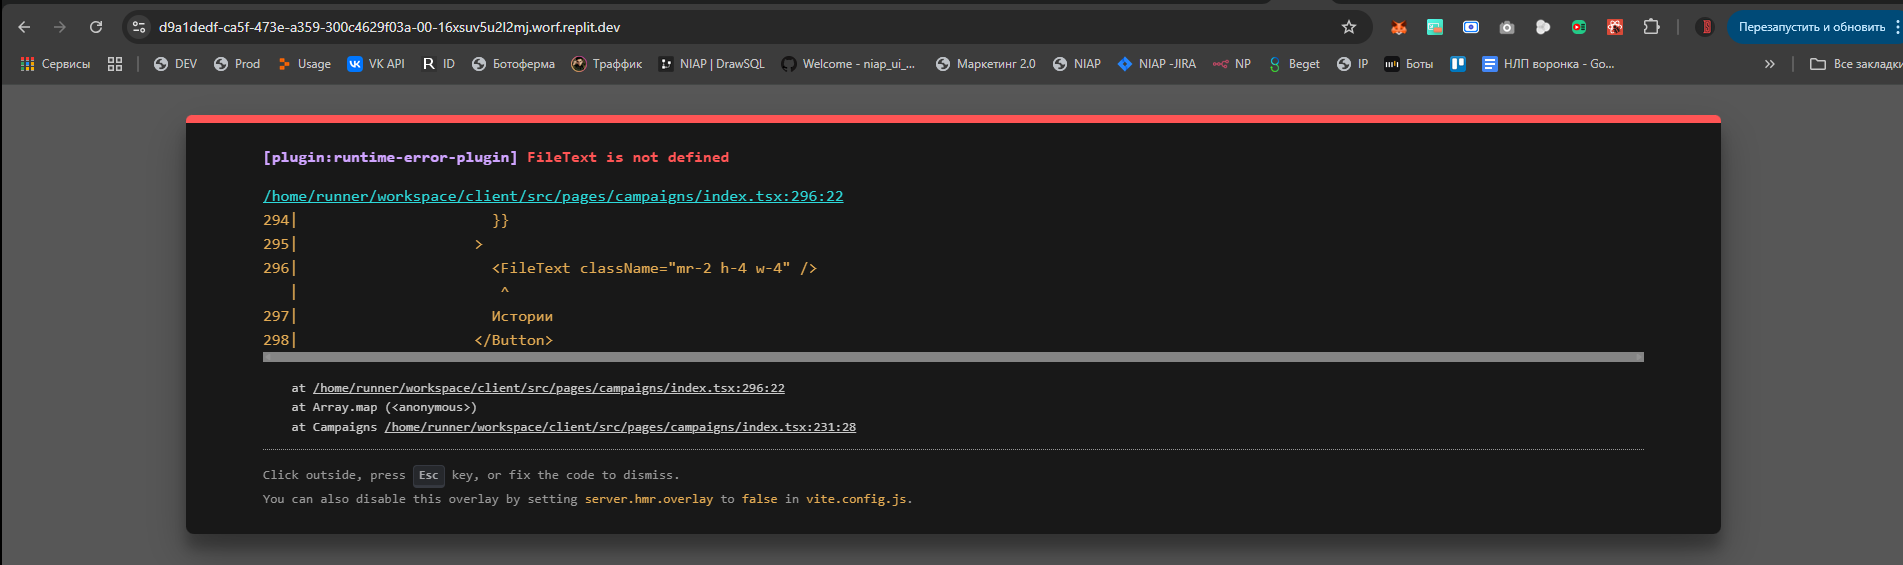 d9a1dedf-ca5f-473e-a359-300c4629f03a-00-16xsuv5u2l2mj.worf.replit.dev
Перезапустить и обновить
Сервисы DEV Prod Usage VK API ID Ботоферма Траффик NIAP | DrawSQL Welcome - niap_ui_... Маркетинг 2.0 NIAP NIAP -JIRA NP Beget IP Боты НЛП воронка - Go... » Все закладки
[plugin:runtime-error-plugin] FileText is not defined
/home/runner/workspace/client/src/pages/campaigns/index.tsx:296:22
294| }}
295| >
296| <FileText className="mr-2 h-4 w-4" />
| ^
297| Истории
298| </Button>
at /home/runner/workspace/client/src/pages/campaigns/index.tsx:296:22
at Array.map (<anonymous>)
at Campaigns /home/runner/workspace/client/src/pages/campaigns/index.tsx:231:28
Click outside, press Esc key, or fix the code to dismiss.
You can also disable this overlay by setting server.hmr.overlay to false in vite.config.js.